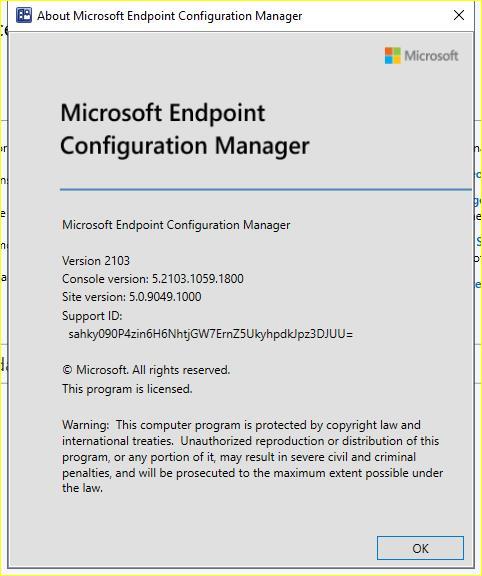 About Microsoft Endpoint Configuration Manager
Microsoft
Microsoft Endpoint
Configuration Manager
Microsoft Endpoint Configuration Manager
Version 2103
Console version: 5.2103.1059.1800
Site version: 5.0.9049.1000
Support ID:
sahky090P4zin6H6NhtjGW7ErnZ5UkyhpdkJpz3DJUU=
© Microsoft. All rights reserved.
This program is licensed.
Warning: This computer program is protected by copyright law and
international treaties. Unauthorized reproduction or distribution of this
program, or any portion of it, may result in severe civil and criminal
penalties, and will be prosecuted to the maximum extent possible under
the law.
OK